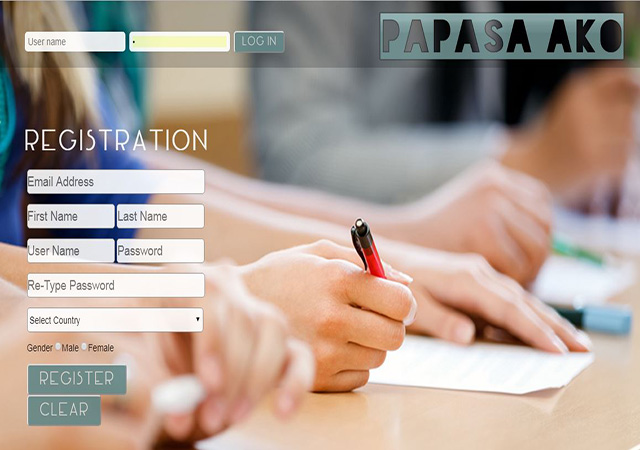 User name LOG IN PAPASA AKO
REGISTRATION
Email Address
First Name Last Name
User Name Password
Re-Type Password
Select Country
Gender Male Female
REGISTER
CLEAR